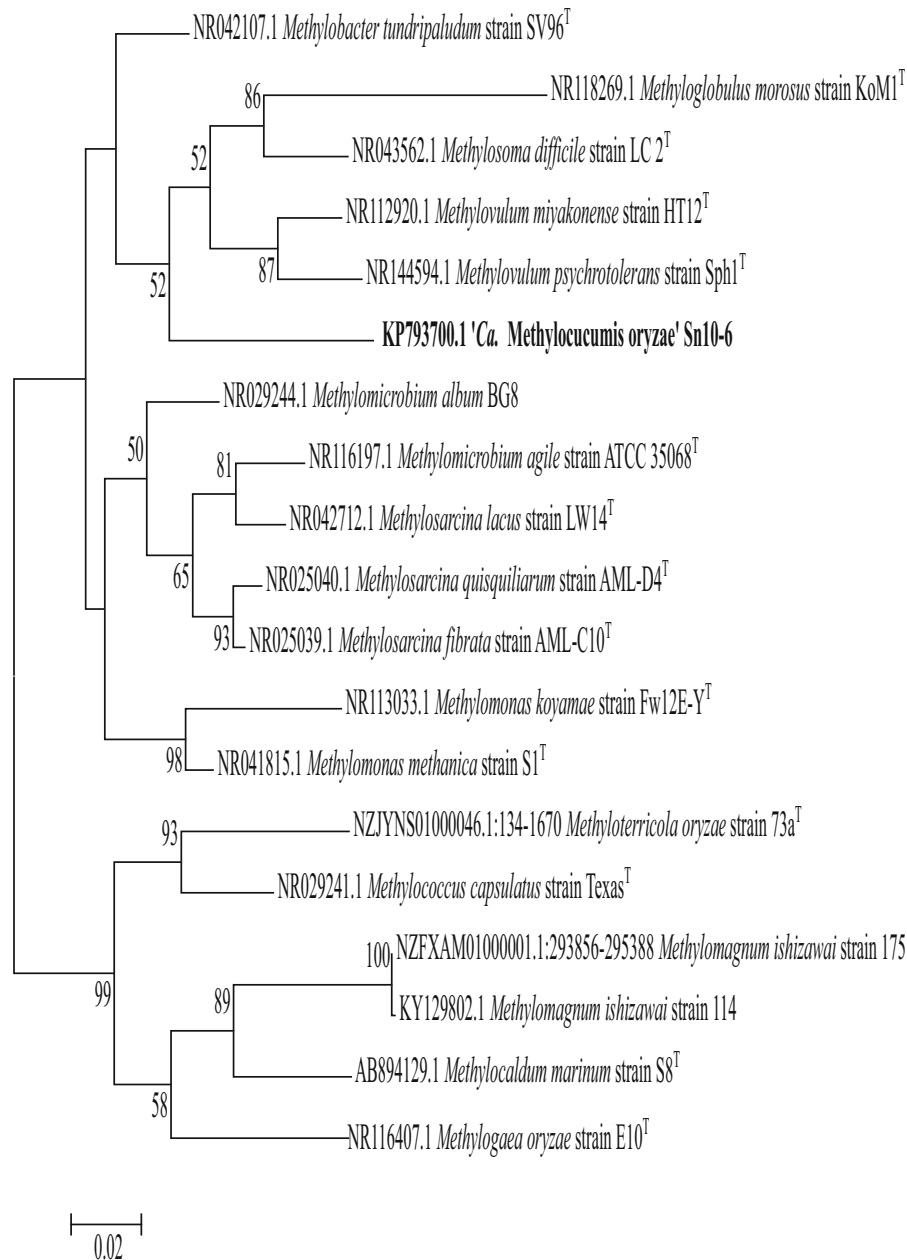 NR042107.1 Methylobacter tundripaludum strain SV96T
86
NR118269.1 Methyloglobulus morosus strain KoM1T
NR043562.1 Methylosoma difficile strain LC 2T
52
NR112920.1 Methylovulum miyakonense strain HT12T
87
NR144594.1 Methylovulum psychrotolerans strain Sph1T
52
KP793700.1 'Ca. Methylocucumis oryzae' Sn10-6
NR029244.1 Methylomicrobium album BG8
50
81
NR116197.1 Methylomicrobium agile strain ATCC 35068T
NR042712.1 Methylosarcina lacus strain LW14T
65
NR025040.1 Methylosarcina quisquiliarum strain AML-D4T
93
NR025039.1 Methylosarcina fibrata strain AML-C10T
NR113033.1 Methylomonas koyamae strain Fw12E-YT
98
NR041815.1 Methylomonas methanica strain S1T
93
NZJYNS01000046.1:134-1670 Methyloterricola oryzae strain 73aT
NR029241.1 Methylococcus capsulatus strain TexasT
100
NZFXAM01000001.1:293856-295388 Methylomagnum ishizawai strain 175
99
89
KY129802.1 Methylomagnum ishizawai strain 114
AB894129.1 Methylocaldum marinum strain S8T
58
NR116407.1 Methylogaea oryzae strain E10T
0.02